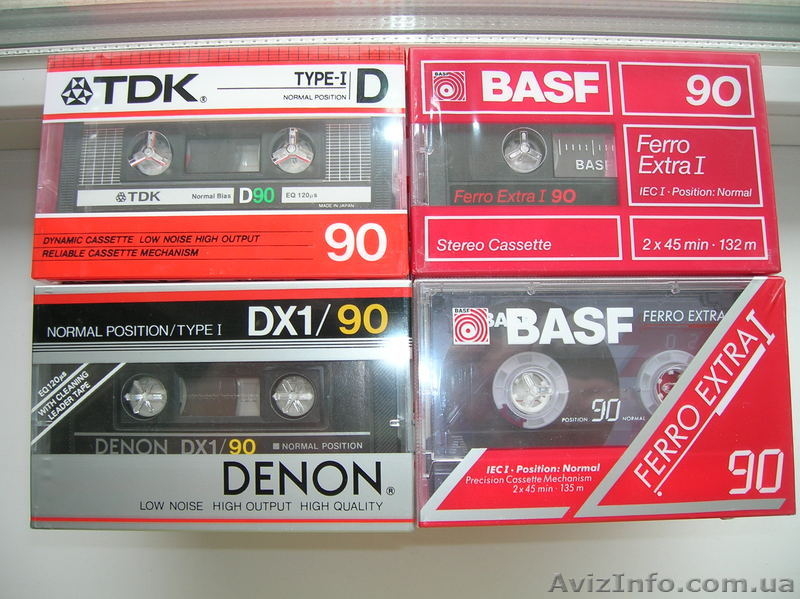 TDK®
TYPE-I
NORMAL POSITION
D
TDK
Normal Bias
D90
EQ 120μs
MADE IN JAPAN
DYNAMIC CASSETTE LOW NOISE HIGH OUTPUT
RELIABLE CASSETTE MECHANISM
90
BASF
BASF
90
BASF
Ferro Extra I 90
Ferro
Extra I
IEC I · Position: Normal
Stereo Cassette
2 x 45 min · 132 m
NORMAL POSITION/TYPE I
DX1/90
EQ120μs
WITH CLEANING
LEADER TAPE
DENON DX1/90
■ NORMAL POSITION
DENON®
LOW NOISE HIGH OUTPUT HIGH QUALITY
BASF
FERRO EXTRA
POSITION 90 NORMAL
FERRO EXTRA I
IEC I · Position: Normal
Precision Cassette Mechanism
2 x 45 min · 135 m
90
AvizInfo.com.ua